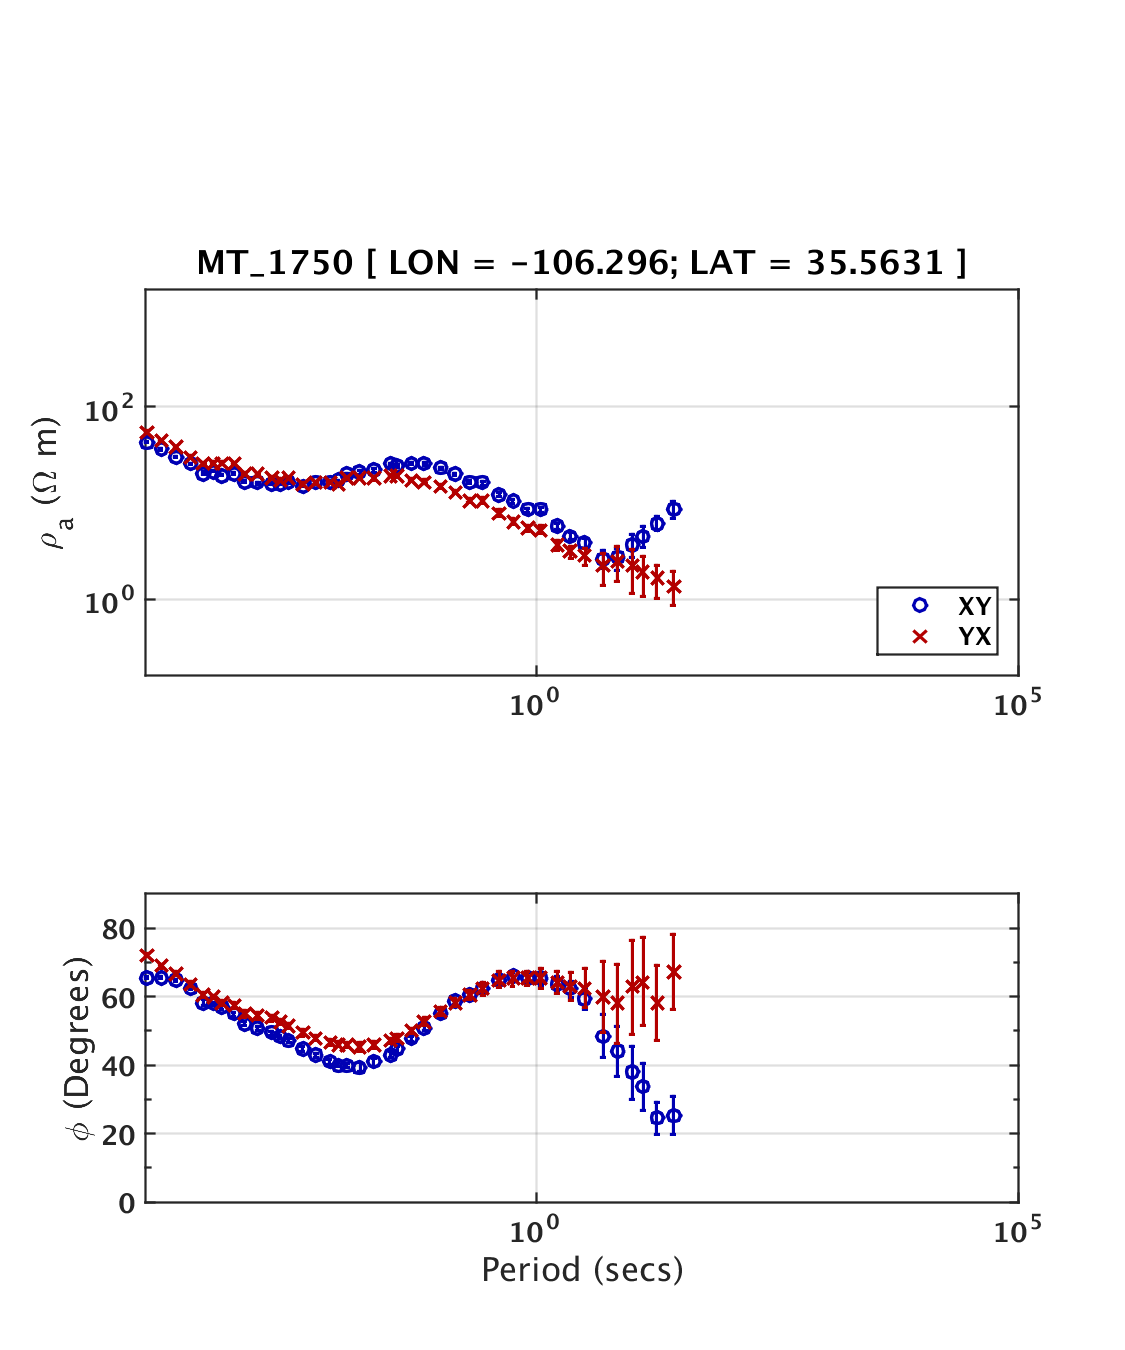 MT_1750 [ LON = -106.296; LAT = 35.5631 ]
ρa (Ω m)
10^2
10^0
XY
YX
10^0 10^5
ϕ (Degrees)
80
60
40
20
0
10^0 10^5
Period (secs)